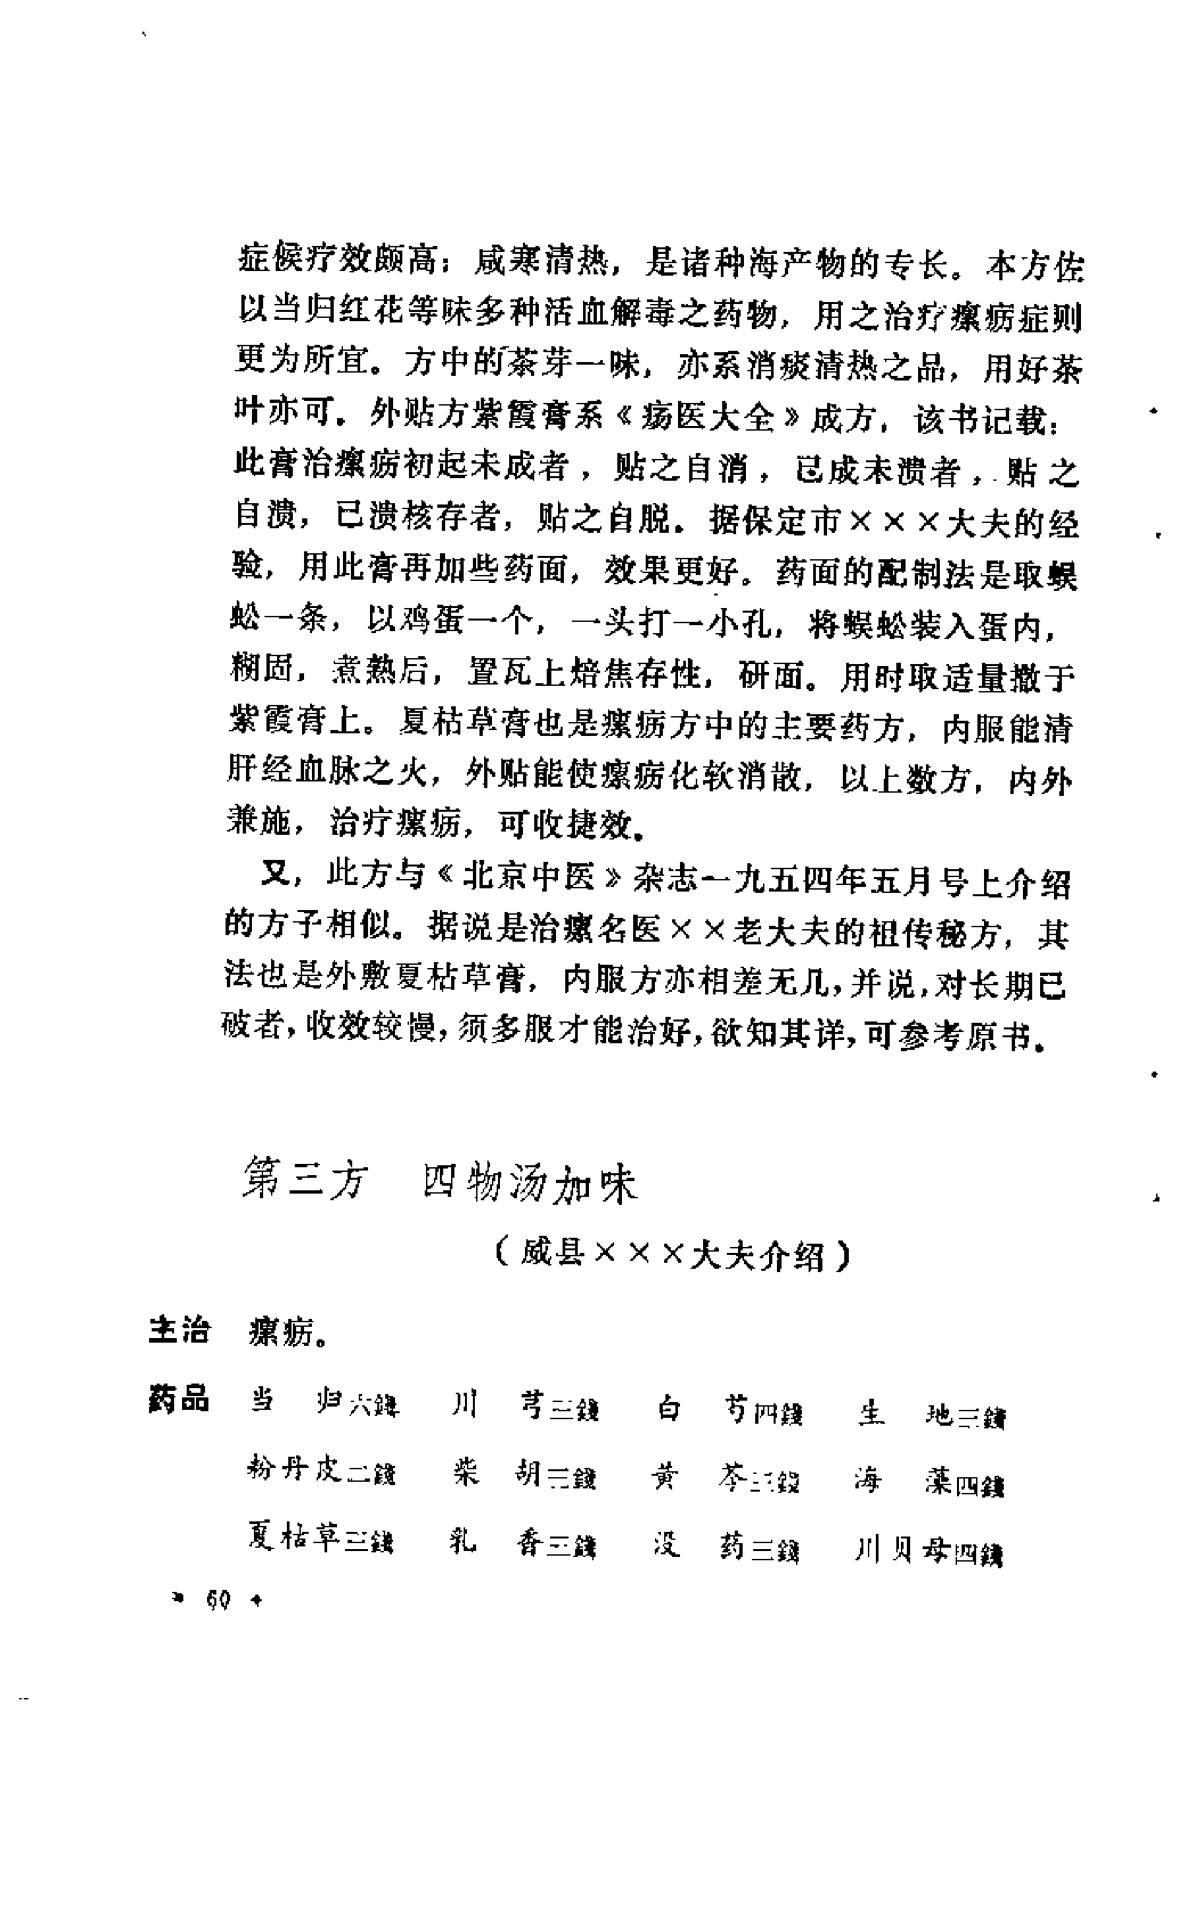 症候疗效颇高；咸寒清热，是诸种海产物的专长。本方佐
以当归红花等味多种活血解毒之药物，用之治疗瘰疬症则
更为所宜。方中的茶芽一味，亦系消痰清热之品，用好茶
叶亦可。外贴方紫霞膏系《疡医大全》成方，该书记载：
此膏治瘰疬初起未成者，贴之自消，已成未溃者，贴之
自溃，已溃核存者，贴之自脱。据保定市×××大夫的经
验，用此膏再加些药面，效果更好。药面的配制法是取蜈
蚣一条，以鸡蛋一个，一头打一小孔，将蜈蚣装入蛋内，
糊固，煮熟后，置瓦上焙焦存性，研面。用时取适量撒于
紫霞膏上。夏枯草膏也是瘰疬方中的主要药方，内服能清
肝经血脉之火，外贴能使瘰疬化软消散，以上数方，内外
兼施，治疗瘰疬，可收捷效。
又，此方与《北京中医》杂志一九五四年五月号上介绍
的方子相似。据说是治瘰名医××老大夫的祖传秘方，其
法也是外敷夏枯草膏，内服方亦相差无几，并说，对长期已
破者，收效较慢，须多服才能治好，欲知其详，可参考原书。
第三方 四物汤加味
（威县×××大夫介绍）
主治 瘰疬。
药品 当 归六錢 川 芎三錢 白 芍四錢 生 地三錢
粉丹皮二錢 柴 胡三錢 黄 芩三錢 海 藻四錢
夏枯草三錢 乳 香三錢 没 药三錢 川贝母四錢
60